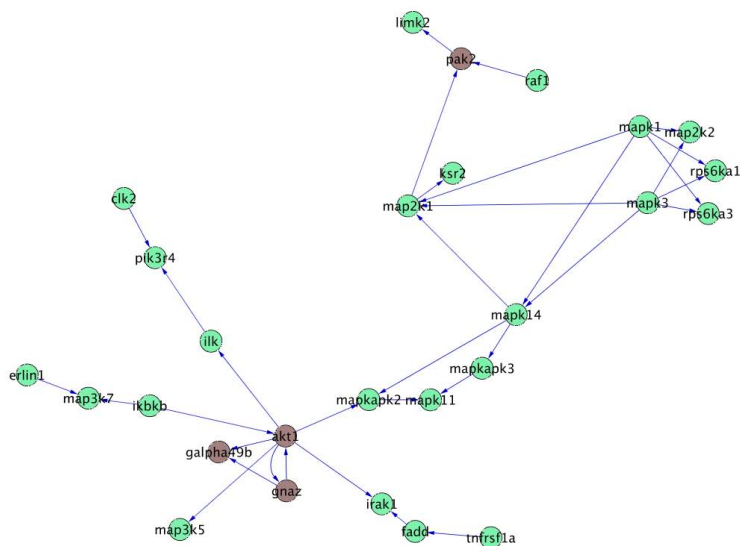 limk2
pak2
raf1
mapk1
map2k2
rps6ka1
ksr2
clk2
map2k1
mapk3
rps6ka3
pik3r4
mapk14
ilk
mapkapk3
erlin1
map3k7
ikbkb
mapkapk2
mapk11
akt1
galpha49b
gnaz
irak1
map3k5
fadd
tnfrsf1a